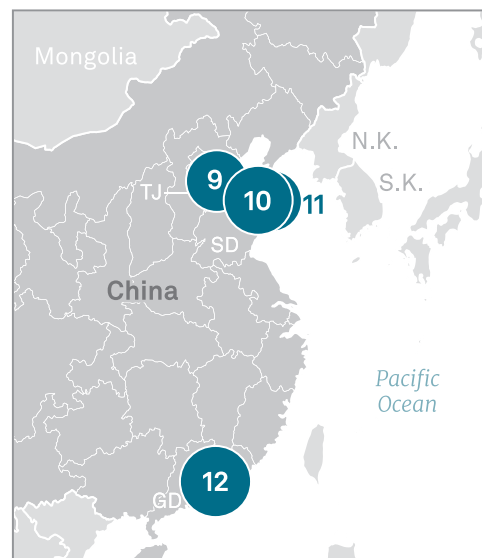 Mongolia
N.K.
9
TJ
S.K.
10
11
SD
China
Pacific
Ocean
12
GD